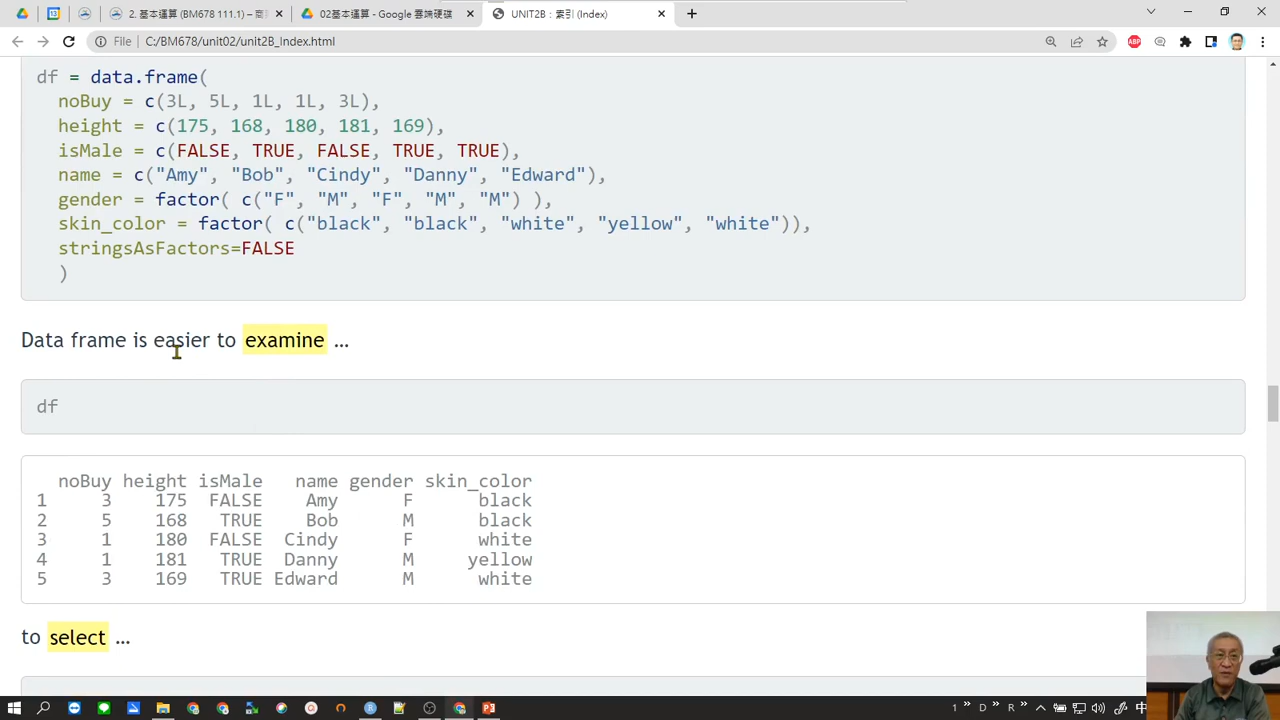 2. 基本運算 (BM678 111.1) – 商
02基本運算 - Google 雲端硬碟
UNIT2B：索引 (Index)
File
C:/BM678/unit02/unit2B_Index.html
ABP
df = data.frame(
noBuy = c(3L, 5L, 1L, 1L, 3L),
height = c(175, 168, 180, 181, 169),
isMale = c(FALSE, TRUE, FALSE, TRUE, TRUE),
name = c("Amy", "Bob", "Cindy", "Danny", "Edward"),
gender = factor( c("F", "M", "F", "M", "M") ),
skin_color = factor( c("black", "black", "white", "yellow", "white")),
stringsAsFactors=FALSE
)
Data frame is easier to examine …
df
noBuy height isMale name gender skin_color
1 3 175 FALSE Amy F black
2 5 168 TRUE Bob M black
3 1 180 FALSE Cindy F white
4 1 181 TRUE Danny M yellow
5 3 169 TRUE Edward M white
to select …
1 » D » R » 中